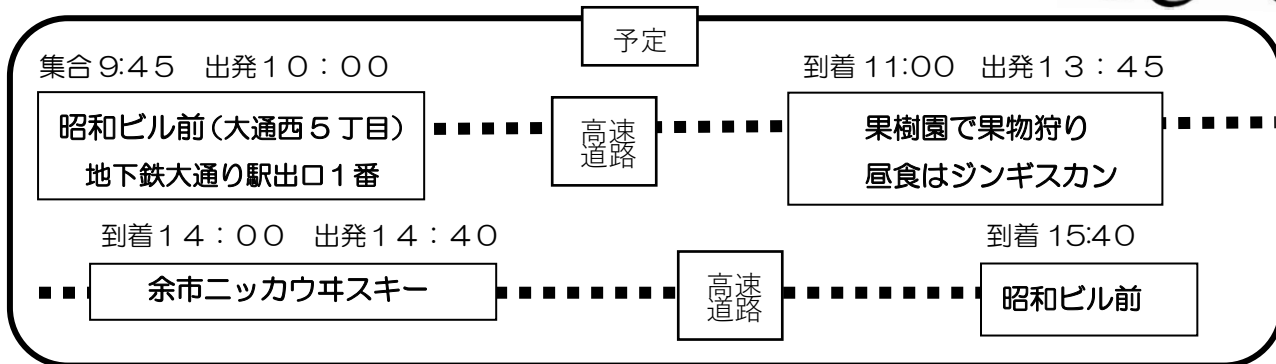 予定
集合 9:45　出発１０：００
昭和ビル前（大通西５丁目）
地下鉄大通り駅出口１番
高速
道路
到着 11:00　出発１３：４５
果樹園で果物狩り
昼食はジンギスカン
到着１４：００　出発１４：４０
余市ニッカウヰスキー
高速
道路
到着 15:40
昭和ビル前